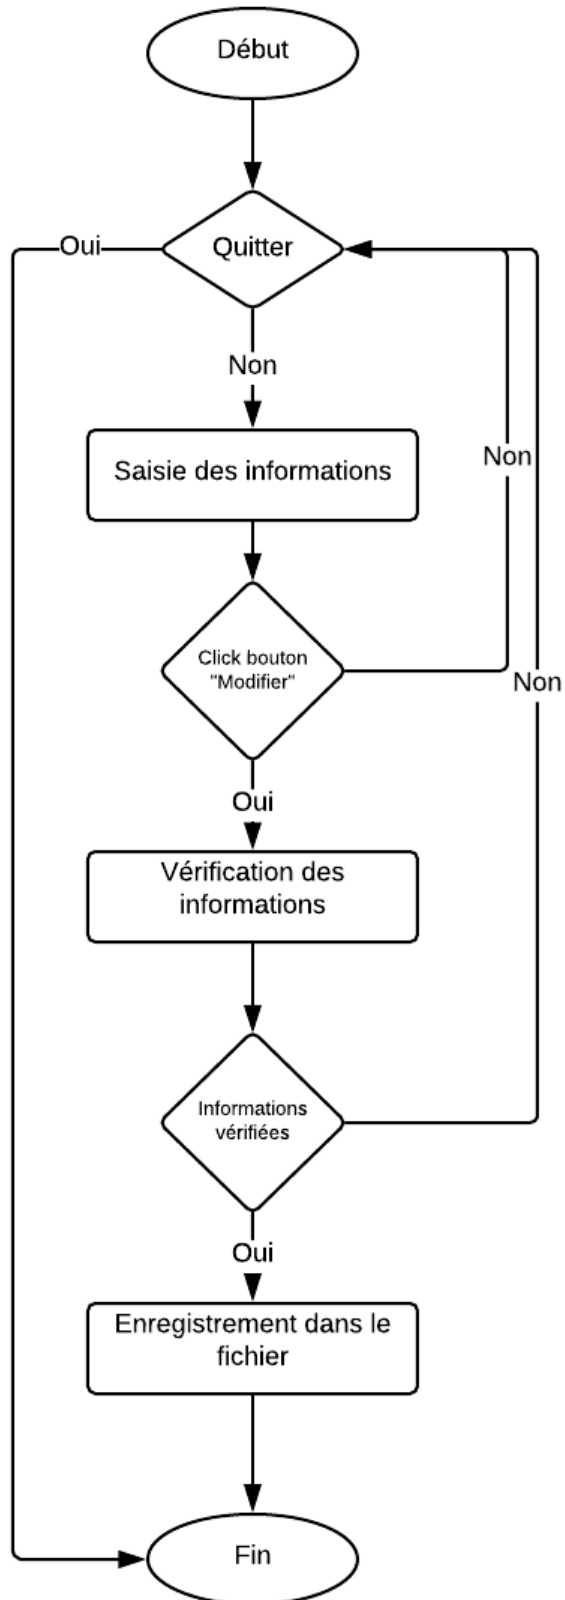 Début
Oui
Quitter
Non
Saisie des informations
Non
Click bouton
"Modifier"
Non
Oui
Vérification des
informations
Informations
vérifiées
Oui
Enregistrement dans le
fichier
Fin